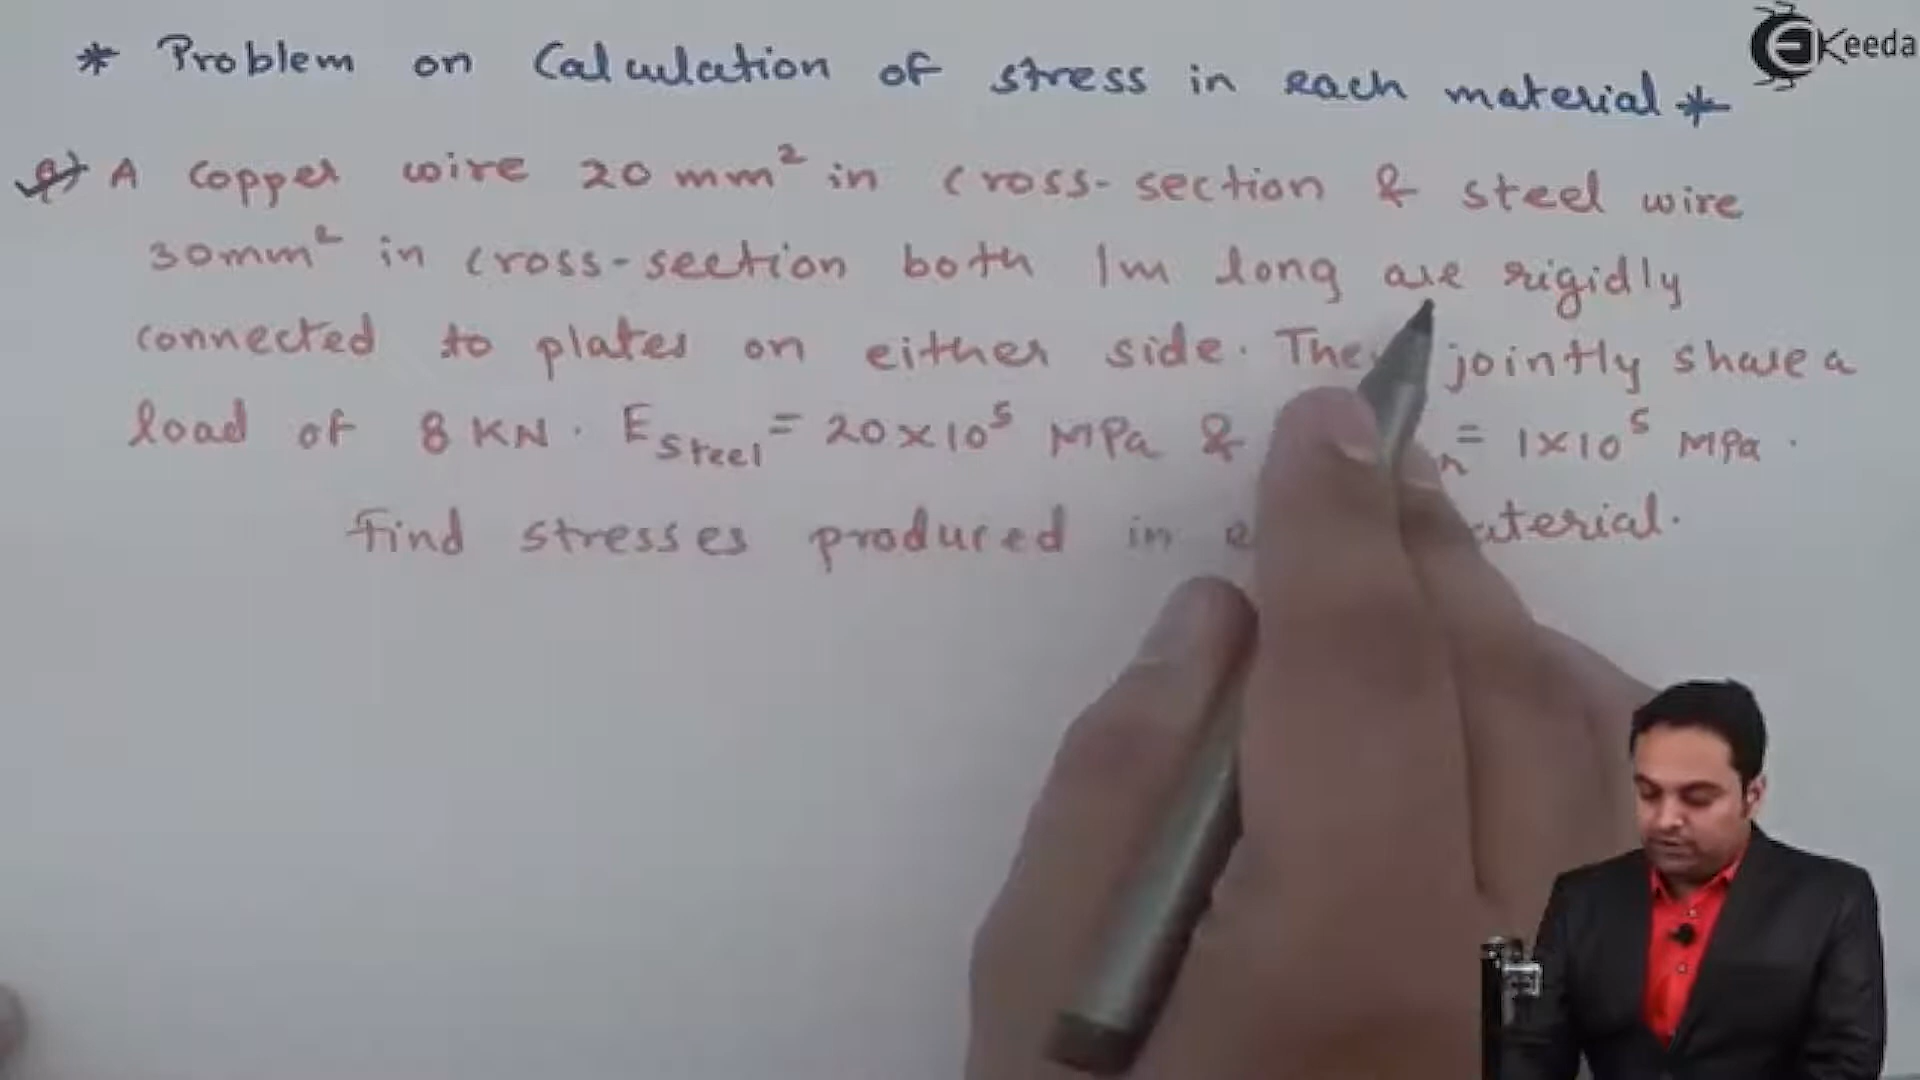 * Problem on Calculation of stress in each material *
EKeeda
Q) A Copper wire 20 mm² in cross-section & steel wire
30mm² in cross-section both 1m long are rigidly
connected to plates on either side. The jointly share a
load of 8 KN. E steel = 20×10⁵ MPa & = 1×10⁵ MPa.
Find stresses produced in